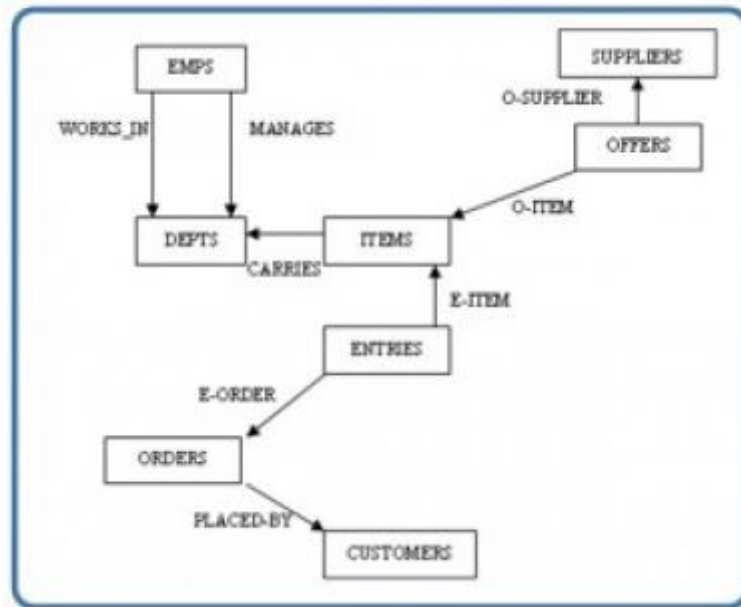 SUPPLIERS
EMPS
O-SUPPLIER
WORKS_IN
MANAGES
OFFERS
O-ITEM
DEPTS
ITEMS
CARRIES
E-ITEM
ENTRIES
E-ORDER
ORDERS
PLACED-BY
CUSTOMERS